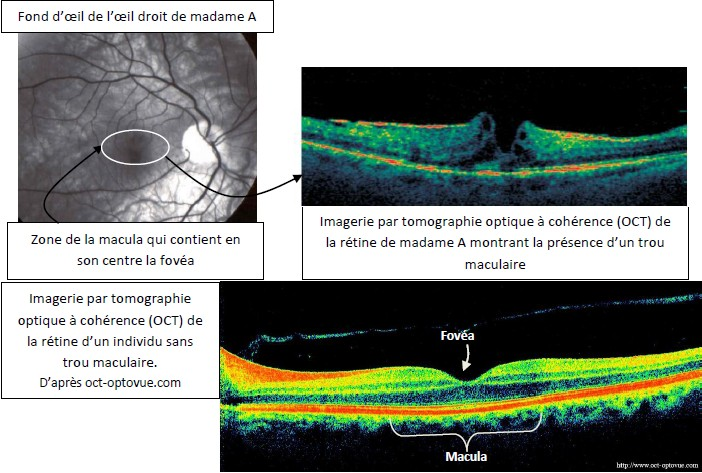 Fond d'œil de l'œil droit de madame A
Zone de la macula qui contient en
son centre la fovéa
Imagerie par tomographie optique à cohérence (OCT) de
la rétine de madame A montrant la présence d'un trou
maculaire
Imagerie par tomographie
optique à cohérence (OCT) de
la rétine d'un individu sans
trou maculaire.
D'après oct-optovue.com
Fovéa
Macula
http://www.oct-optovue.com